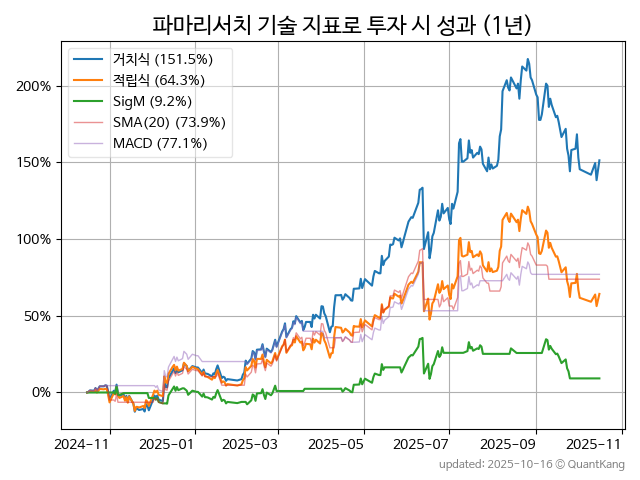 파마리서치 기술 지표로 투자 시 성과 (1년)
거치식 (151.5%)
적립식 (64.3%)
SigM (9.2%)
SMA(20) (73.9%)
MACD (77.1%)
200%
150%
100%
50%
0%
2024-11 2025-01 2025-03 2025-05 2025-07 2025-09 2025-11
updated: 2025-10-16 © QuantKang